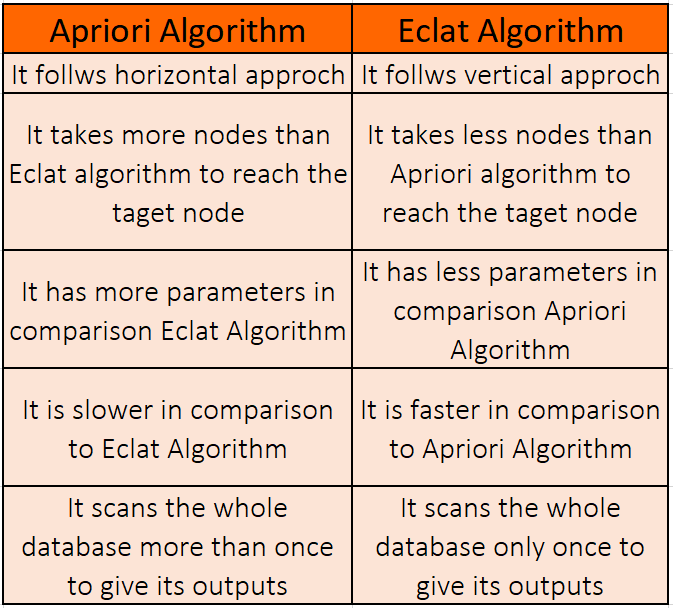 Apriori Algorithm
Eclat Algorithm
It follws horizontal approch
It follws vertical approch
It takes more nodes than
Eclat algorithm to reach the
taget node
It takes less nodes than
Apriori algorithm to
reach the taget node
It has more parameters in
comparison Eclat Algorithm
It has less parameters in
comparison Apriori
Algorithm
It is slower in comparison
to Eclat Algorithm
It is faster in comparison
to Apriori Algorithm
It scans the whole
database more than once
to give its outputs
It scans the whole
database only once to
give its outputs